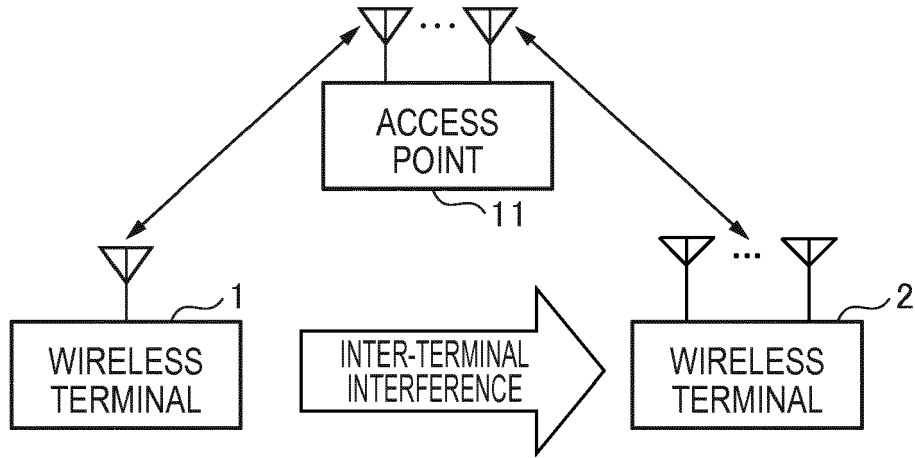 ...
ACCESS
POINT
11
...
1
2
WIRELESS
TERMINAL
INTER-TERMINAL
INTERFERENCE
WIRELESS
TERMINAL